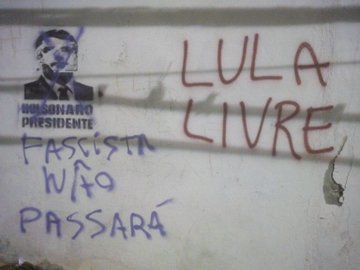 BOLSONARO
PRESIDENTE
FASCISTA
NÃO
PASSARÁ
LULA
LIVRE